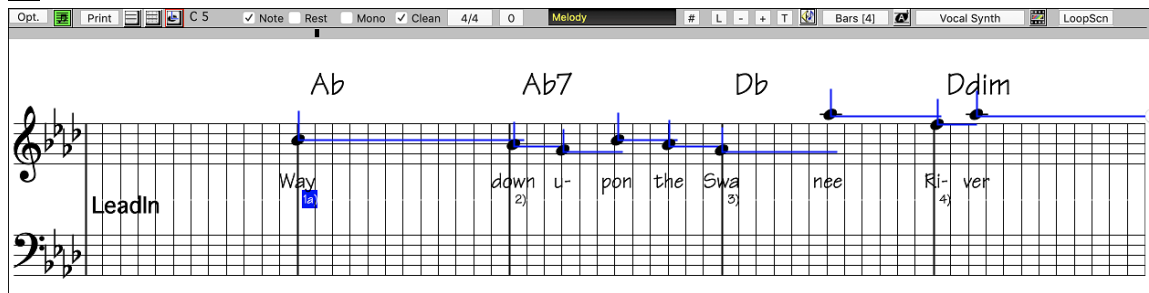 Opt. Print C 5 Note Rest Mono Clean 4/4 0 Melody # L - + T Bars [4] A Vocal Synth LoopScn
Ab Ab7 Db Ddim
Way down u- pon the Swa nee Ri- ver
1a) 2) 3) 4)
LeadIn